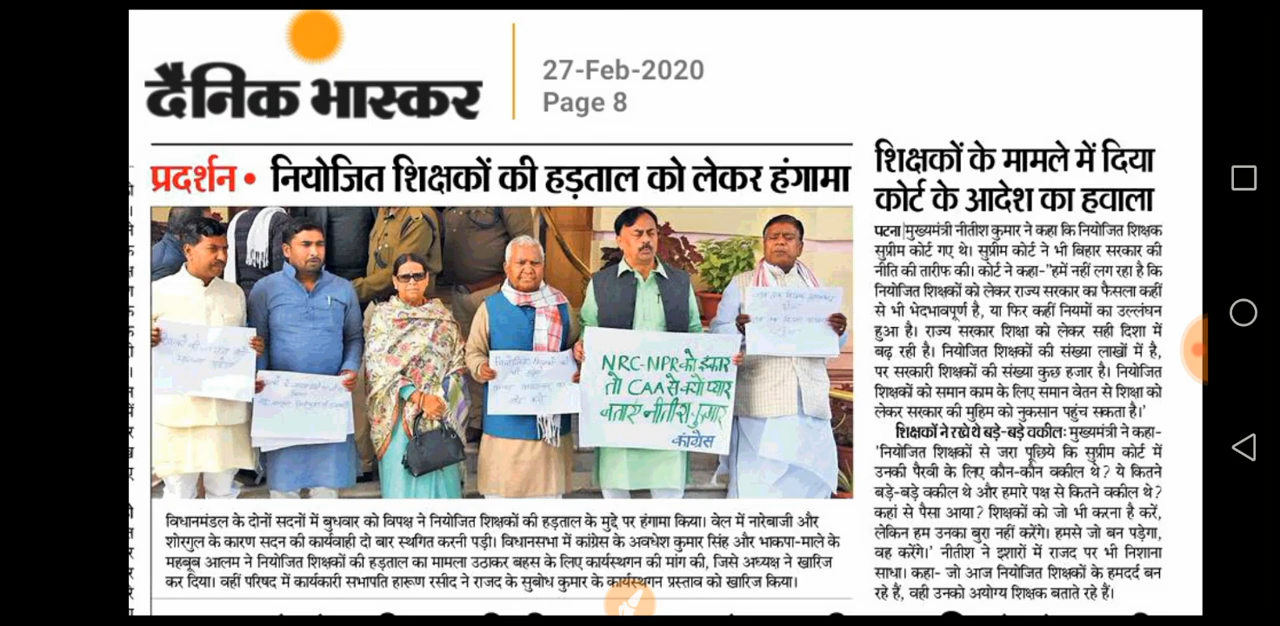 दैनिक भास्कर
27-Feb-2020
Page 8
प्रदर्शन • नियोजित शिक्षकों की हड़ताल को लेकर हंगामा
NRC-NPR को इंकार
तो CAA से क्यों प्यार
बताएं नीतीश कुमार
कांग्रेस
विधानमंडल के दोनों सदनों में बुधवार को विपक्ष ने नियोजित शिक्षकों की हड़ताल के मुद्दे पर हंगामा किया। वेल में नारेबाजी और
शोरगुल के कारण सदन की कार्यवाही दो बार स्थगित करनी पड़ी। विधानसभा में कांग्रेस के अवधेश कुमार सिंह और भाकपा-माले के
महबूब आलम ने नियोजित शिक्षकों की हड़ताल का मामला उठाकर बहस के लिए कार्यस्थगन की मांग की, जिसे अध्यक्ष ने खारिज
कर दिया। वहीं परिषद में कार्यकारी सभापति हारूण रसीद ने राजद के सुबोध कुमार के कार्यस्थगन प्रस्ताव को खारिज किया।
शिक्षकों के मामले में दिया
कोर्ट के आदेश का हवाला
पटना|मुख्यमंत्री नीतीश कुमार ने कहा कि नियोजित शिक्षक
सुप्रीम कोर्ट गए थे। सुप्रीम कोर्ट ने भी बिहार सरकार की
नीति की तारीफ की। कोर्ट ने कहा-"हमें नहीं लग रहा है कि
नियोजित शिक्षकों को लेकर राज्य सरकार का फैसला कहीं
से भी भेदभावपूर्ण है, या फिर कहीं नियमों का उल्लंघन
हुआ है। राज्य सरकार शिक्षा को लेकर सही दिशा में
बढ़ रही है। नियोजित शिक्षकों की संख्या लाखों में है,
पर सरकारी शिक्षकों की संख्या कुछ हजार है। नियोजित
शिक्षकों को समान काम के लिए समान वेतन से शिक्षा को
लेकर सरकार की मुहिम को नुकसान पहुंच सकता है।'
शिक्षकों ने रखे थे बड़े-बड़े वकील: मुख्यमंत्री ने कहा-
'नियोजित शिक्षकों से जरा पूछिये कि सुप्रीम कोर्ट में
उनकी पैरवी के लिए कौन-कौन वकील थे? ये कितने
बड़े-बड़े वकील थे और हमारे पक्ष से कितने वकील थे?
कहां से पैसा आया? शिक्षकों को जो भी करना है करें,
लेकिन हम उनका बुरा नहीं करेंगे। हमसे जो बन पड़ेगा,
वह करेंगे।' नीतीश ने इशारों में राजद पर भी निशाना
साधा। कहा- जो आज नियोजित शिक्षकों के हमदर्द बन
रहे हैं, वही उनको अयोग्य शिक्षक बताते रहे हैं।